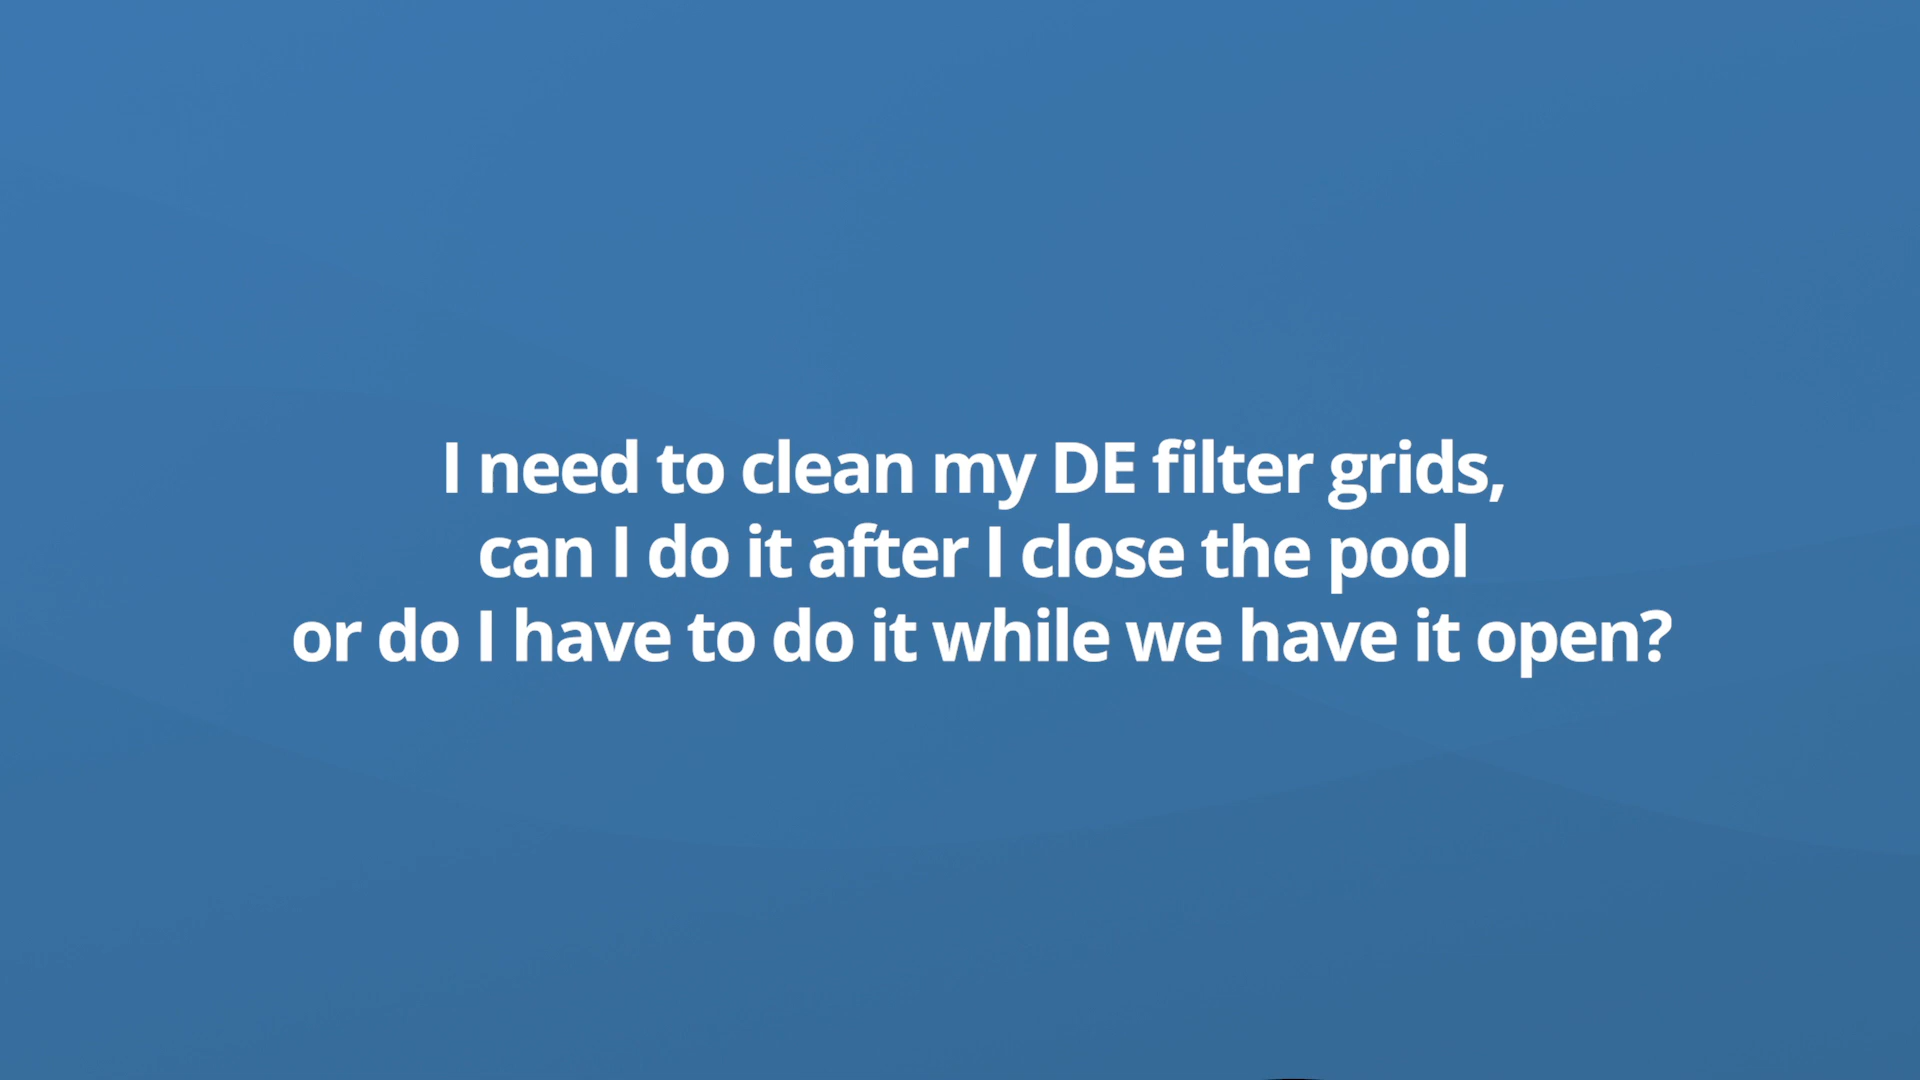 I need to clean my DE filter grids,
can I do it after I close the pool
or do I have to do it while we have it open?